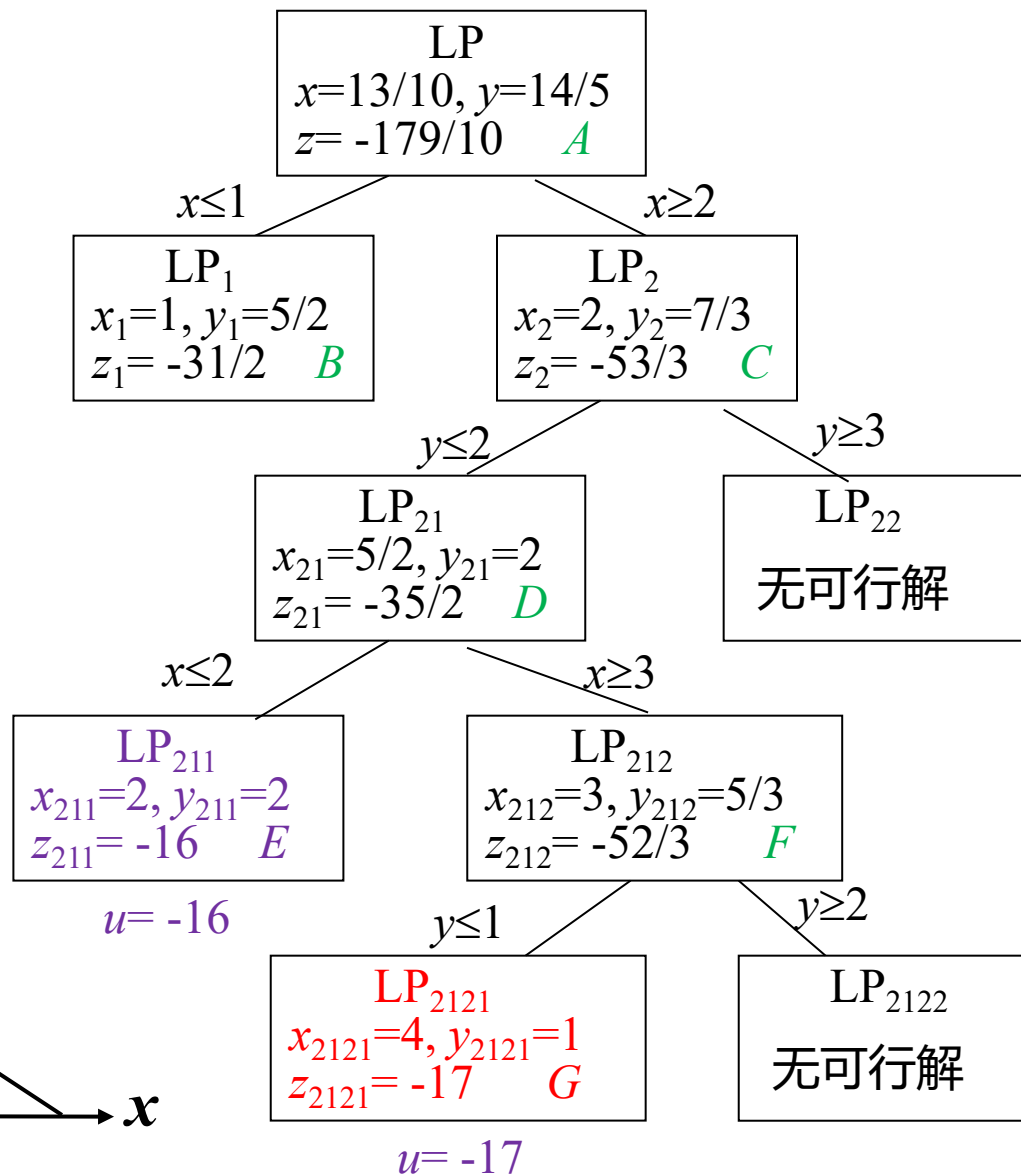 LP
x=13/10, y=14/5
z= -179/10 A
x≤1
x≥2
LP₁
x₁=1, y₁=5/2
z₁= -31/2 B
LP₂
x₂=2, y₂=7/3
z₂= -53/3 C
y≤2
y≥3
LP₂₁
x₂₁=5/2, y₂₁=2
z₂₁= -35/2 D
LP₂₂
无可行解
x≤2
x≥3
LP₂₁₁
x₂₁₁=2, y₂₁₁=2
z₂₁₁= -16 E
u= -16
LP₂₁₂
x₂₁₂=3, y₂₁₂=5/3
z₂₁₂= -52/3 F
y≤1
y≥2
LP₂₁₂₁
x₂₁₂₁=4, y₂₁₂₁=1
z₂₁₂₁= -17 G
u= -17
LP₂₁₂₂
无可行解
x